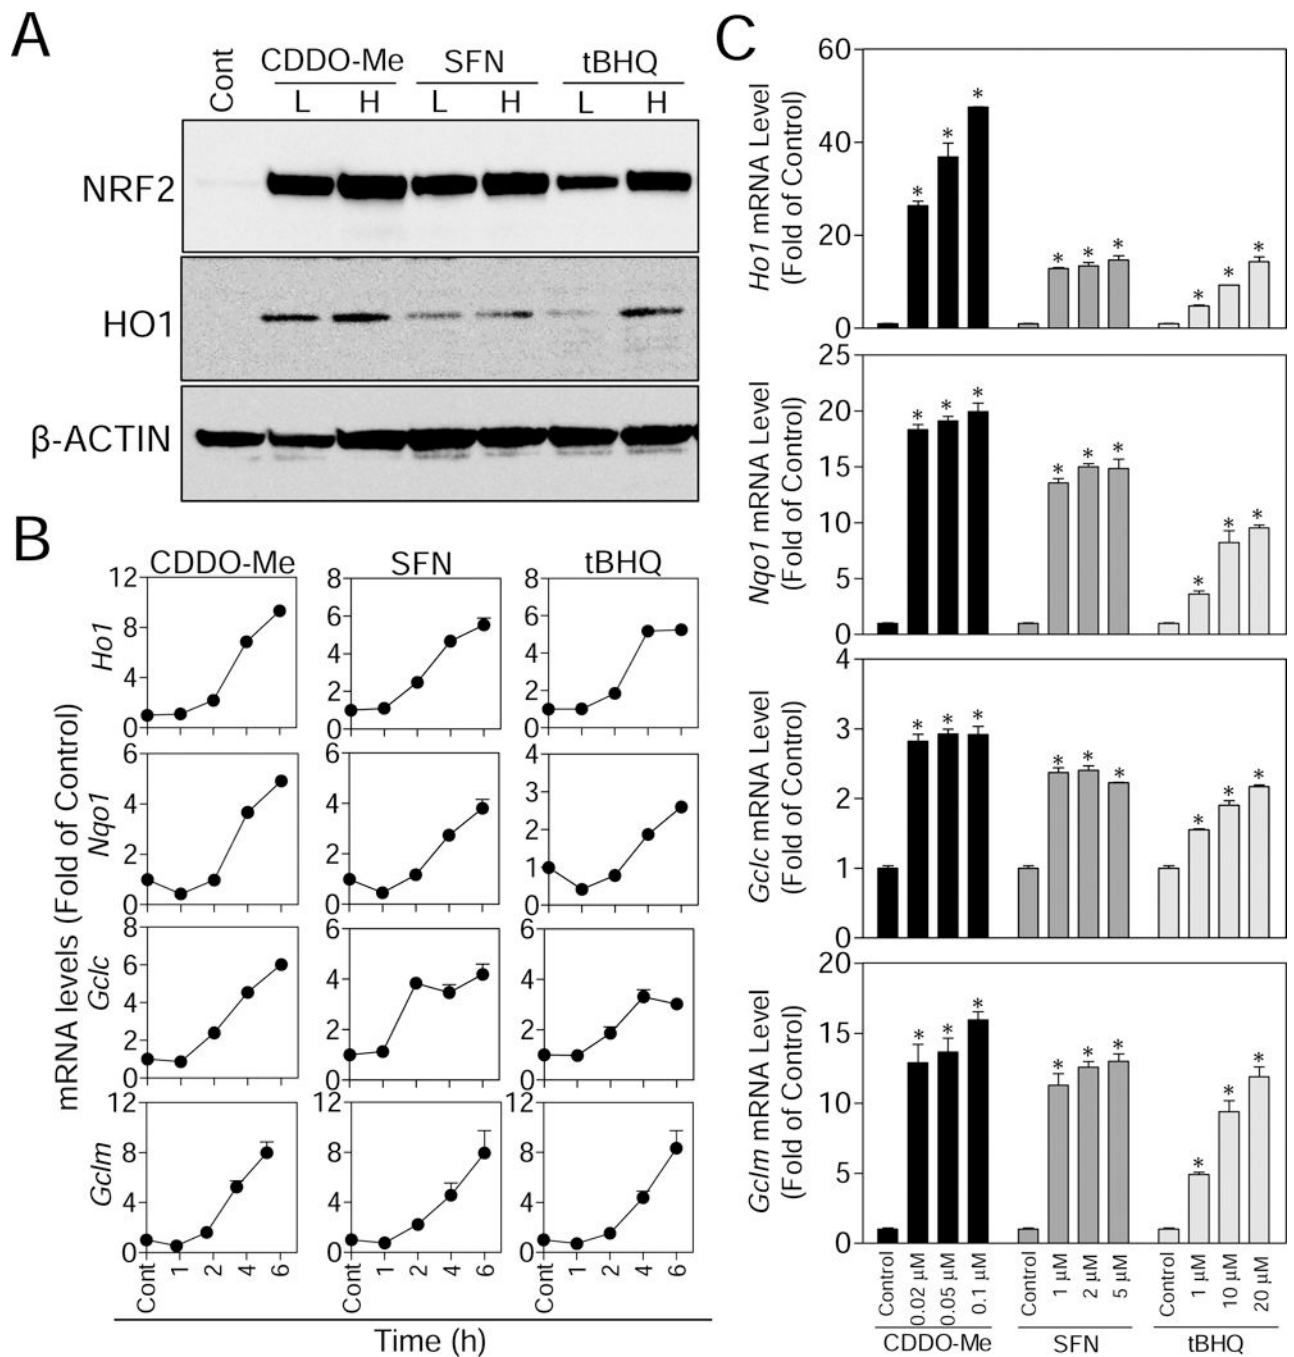 A
Cont
CDDO-Me SFN tBHQ
L H L H L H
NRF2
HO1
β-ACTIN
B
mRNA levels (Fold of Control)
CDDO-Me SFN tBHQ
Ho1
12
8
4
0
8
6
4
2
0
8
6
4
2
0
Nqo1
6
4
2
0
6
4
2
0
4
3
2
1
0
Gclc
8
6
4
2
0
6
4
2
0
6
4
2
0
Gclm
12
8
4
0
12
8
4
0
12
8
4
0
Cont 1 2 4 6 Cont 1 2 4 6 Cont 1 2 4 6
Time (h)
C
Ho1 mRNA Level
(Fold of Control)
60
40
20
0
* * * * * * * * *
Nqo1 mRNA Level
(Fold of Control)
25
20
15
10
5
0
* * * * * * * * *
Gclc mRNA Level
(Fold of Control)
4
3
2
1
0
* * * * * * * * *
Gclm mRNA Level
(Fold of Control)
20
15
10
5
0
* * * * * * * * *
Control 0.02 µM 0.05 µM 0.1 µM Control 1 µM 2 µM 5 µM Control 1 µM 10 µM 20 µM
CDDO-Me SFN tBHQ